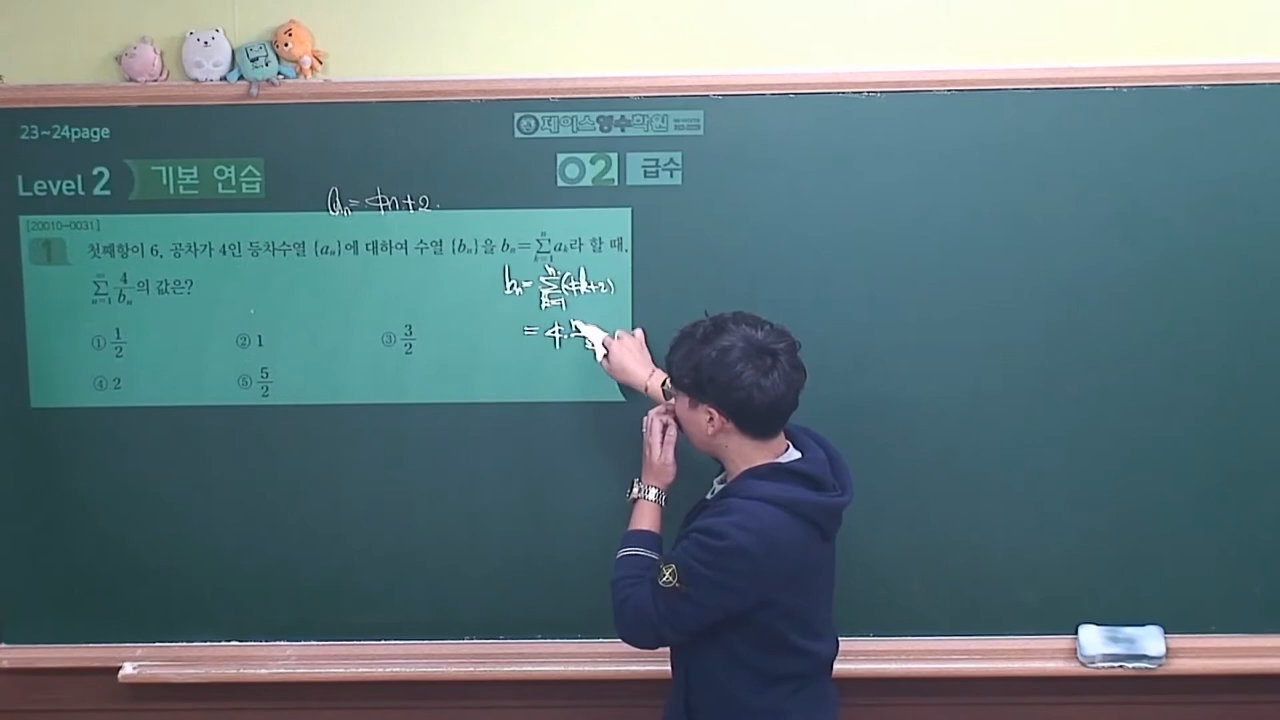 23~24page
제이스영수학원
Level 2 기본 연습
02 급수
aₙ = 4n+2.
[20010-0031]
1 첫째항이 6, 공차가 4인 등차수열 {aₙ}에 대하여 수열 {bₙ}을 bₙ=∑ₖ₌₁ⁿ aₖ라 할 때,
∑ₙ₌₁^∞ 4/bₙ의 값은?
bₙ = ∑ₖ₌₁ⁿ (4k+2)
= 4·
① 1/2 ② 1 ③ 3/2
④ 2 ⑤ 5/2